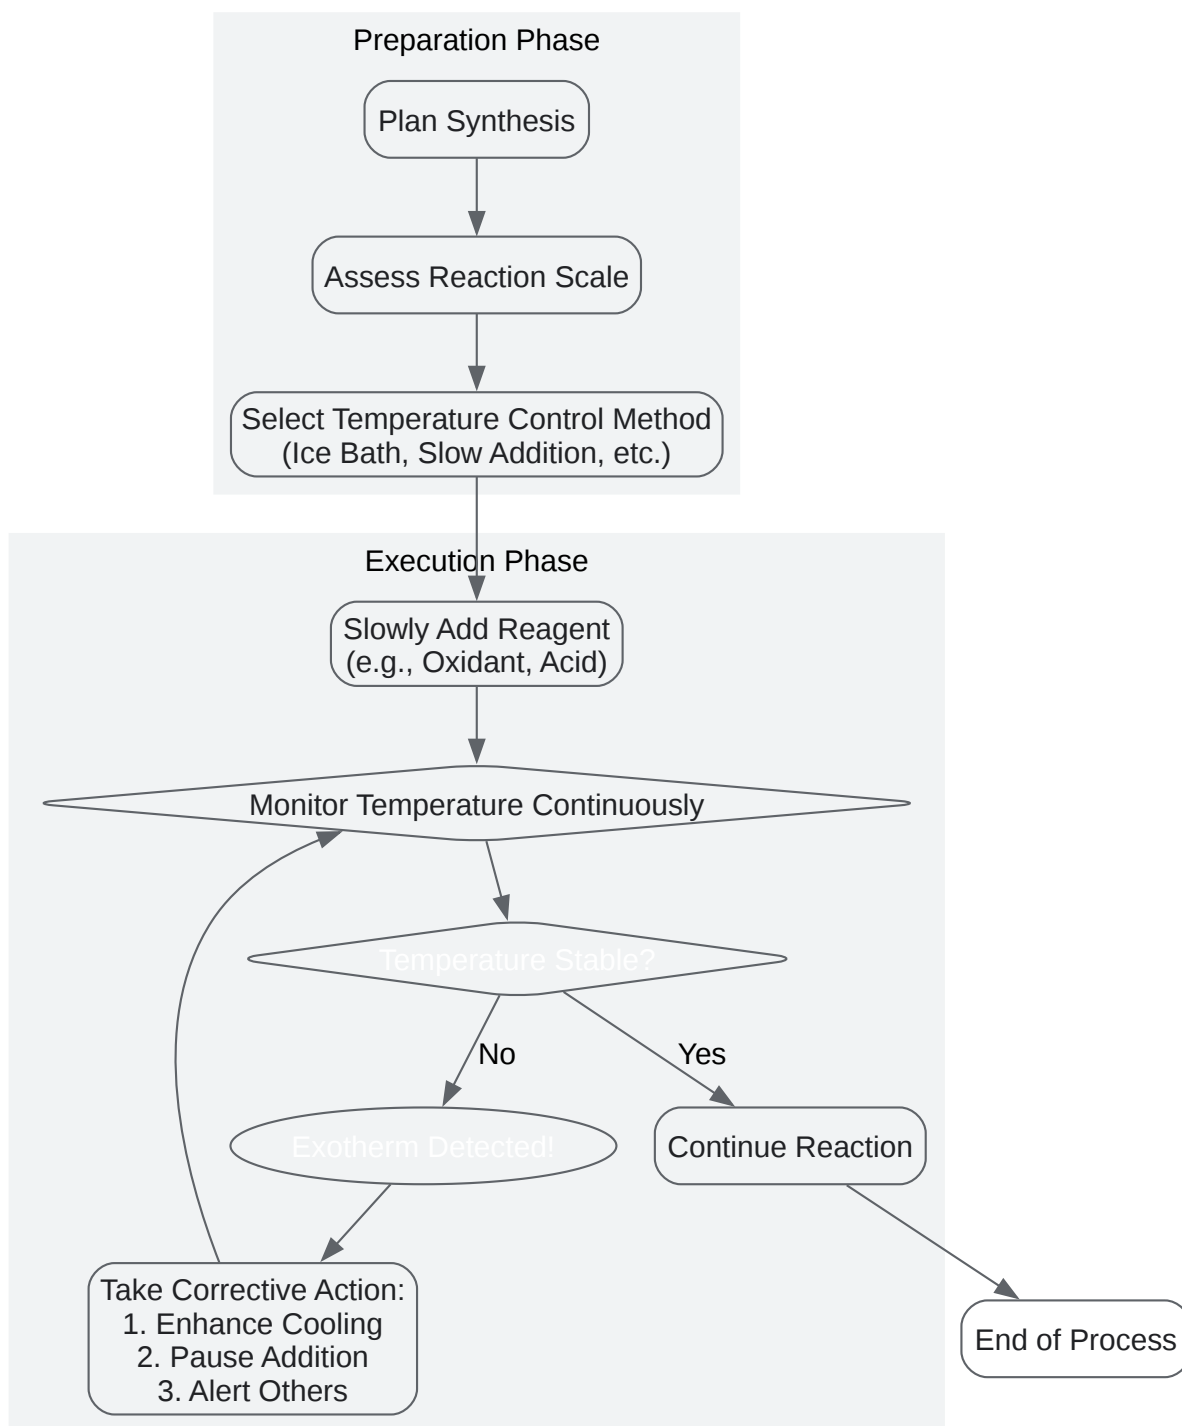 Preparation Phase
Plan Synthesis
Assess Reaction Scale
Select Temperature Control Method
(Ice Bath, Slow Addition, etc.)
Execution Phase
Slowly Add Reagent
(e.g., Oxidant, Acid)
Monitor Temperature Continuously
Temperature Stable?
No
Yes
Exotherm Detected!
Continue Reaction
Take Corrective Action:
1. Enhance Cooling
2. Pause Addition
3. Alert Others
End of Process